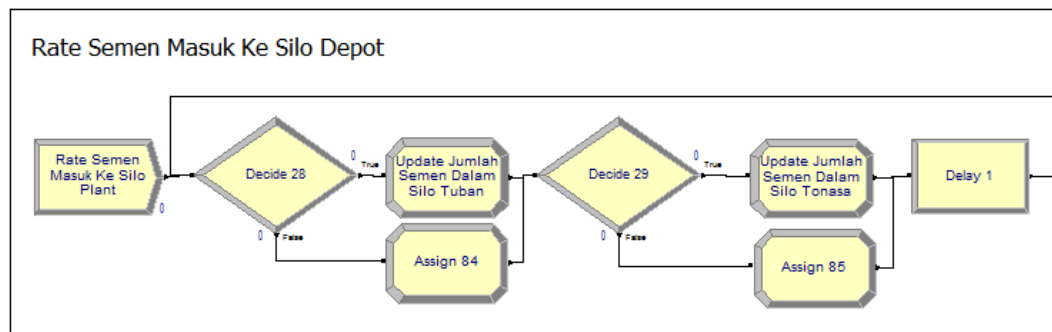 Rate Semen Masuk Ke Silo Depot
Rate Semen
Masuk Ke Silo
Plant
0
Decide 28
0
True
0
False
Update Jumlah
Semen Dalam
Silo Tuban
Assign 84
Decide 29
0
True
0
False
Update Jumlah
Semen Dalam
Silo Tonasa
Assign 85
Delay 1